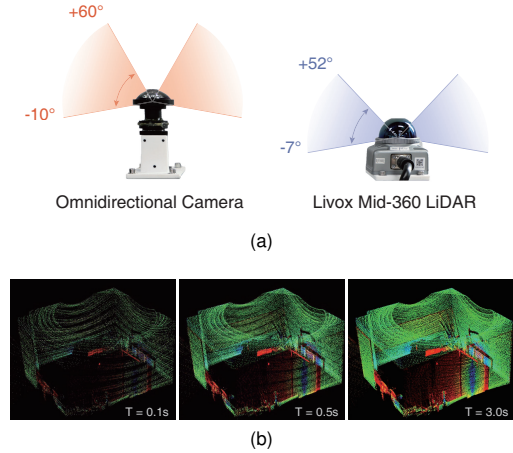 +60°
-10°
+52°
-7°
Omnidirectional Camera
Livox Mid-360 LiDAR
(a)
T = 0.1s
T = 0.5s
T = 3.0s
(b)